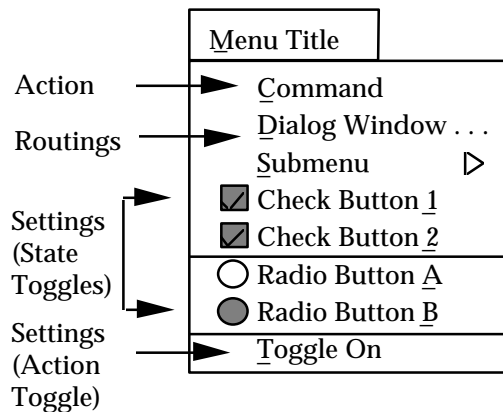 Menu Title
Action
Command
Routings
Dialog Window . . .
Submenu
Check Button 1
Settings
(State
Toggles)
Check Button 2
Radio Button A
Radio Button B
Settings
(Action
Toggle)
Toggle On